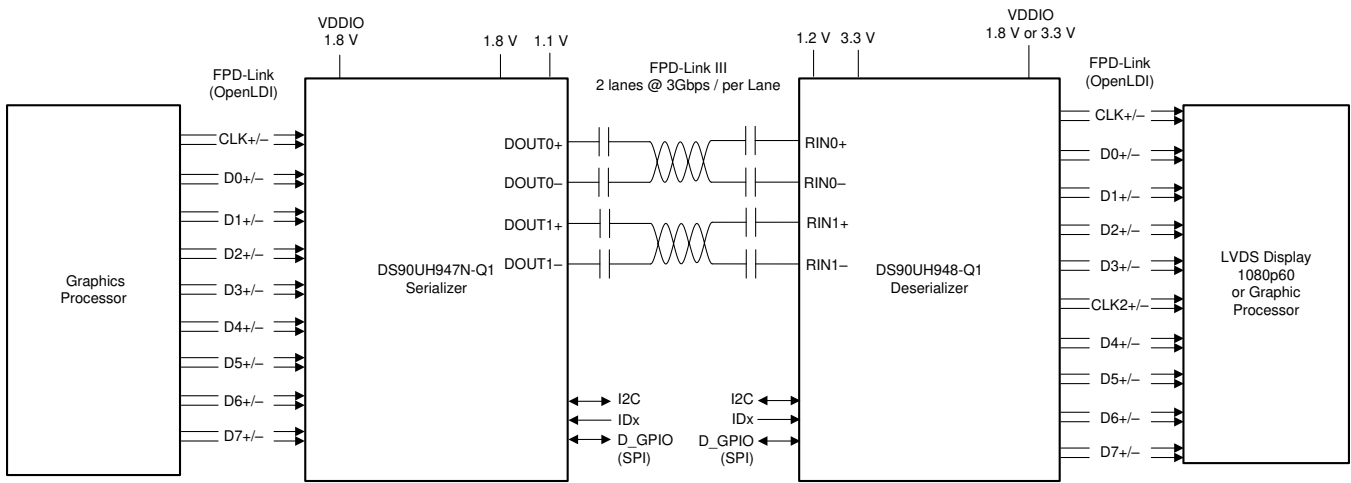 VDDIO
1.8 V
1.8 V
1.1 V
FPD-Link
(OpenLDI)
FPD-Link III
2 lanes @ 3Gbps / per Lane
1.2 V
3.3 V
VDDIO
1.8 V or 3.3 V
FPD-Link
(OpenLDI)
Graphics
Processor
CLK+/–
D0+/–
D1+/–
D2+/–
D3+/–
D4+/–
D5+/–
D6+/–
D7+/–
DS90UH947N-Q1
Serializer
DOUT0+
DOUT0–
DOUT1+
DOUT1–
I2C
IDx
D_GPIO
(SPI)
RIN0+
RIN0–
RIN1+
RIN1–
I2C
IDx
D_GPIO
(SPI)
DS90UH948-Q1
Deserializer
CLK+/–
D0+/–
D1+/–
D2+/–
D3+/–
CLK2+/–
D4+/–
D5+/–
D6+/–
D7+/–
LVDS Display
1080p60
or Graphic
Processor